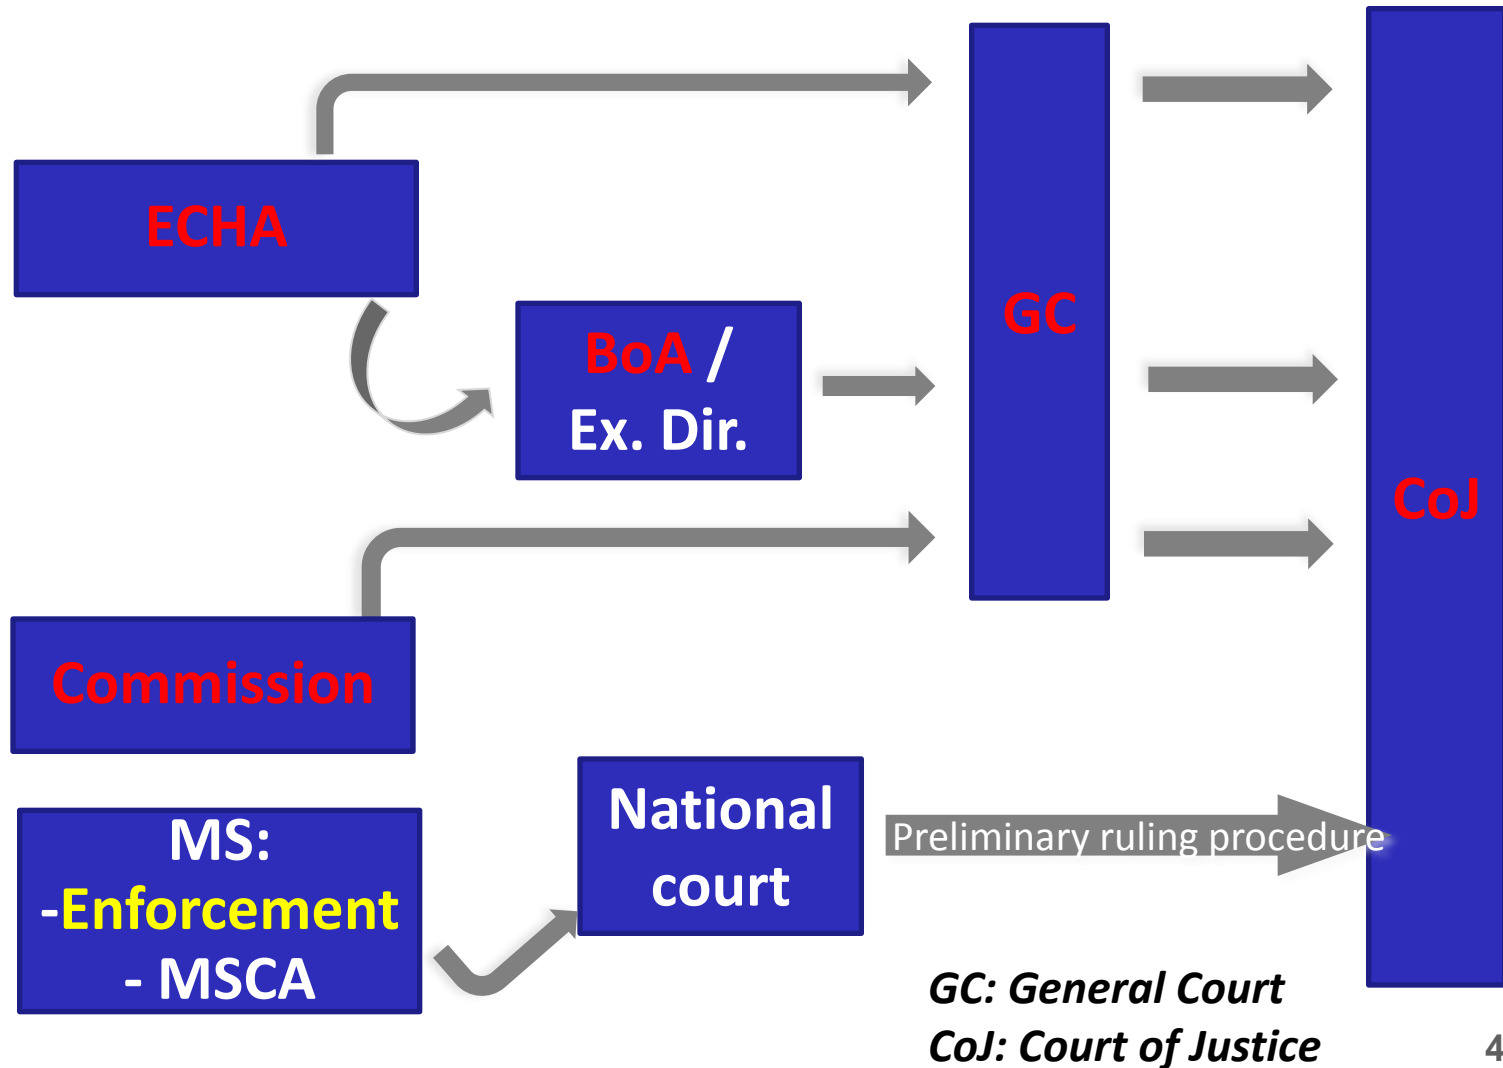 ECHA
BoA /
Ex. Dir.
GC
CoJ
Commission
MS:
-Enforcement
- MSCA
National
court
Preliminary ruling procedure
GC: General Court
CoJ: Court of Justice
4